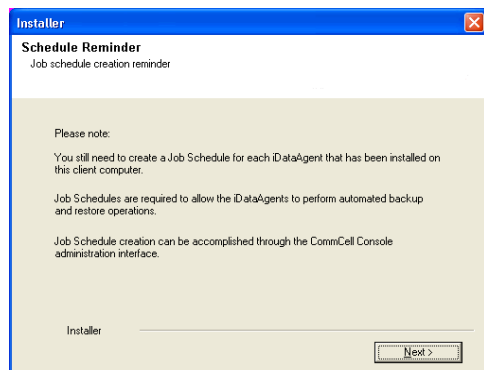 Installer
Schedule Reminder
Job schedule creation reminder
Please note:
You still need to create a Job Schedule for each iDataAgent that has been installed on
this client computer.
Job Schedules are required to allow the iDataAgents to perform automated backup
and restore operations.
Job Schedule creation can be accomplished through the CommCell Console
administration interface.
Installer
Next >